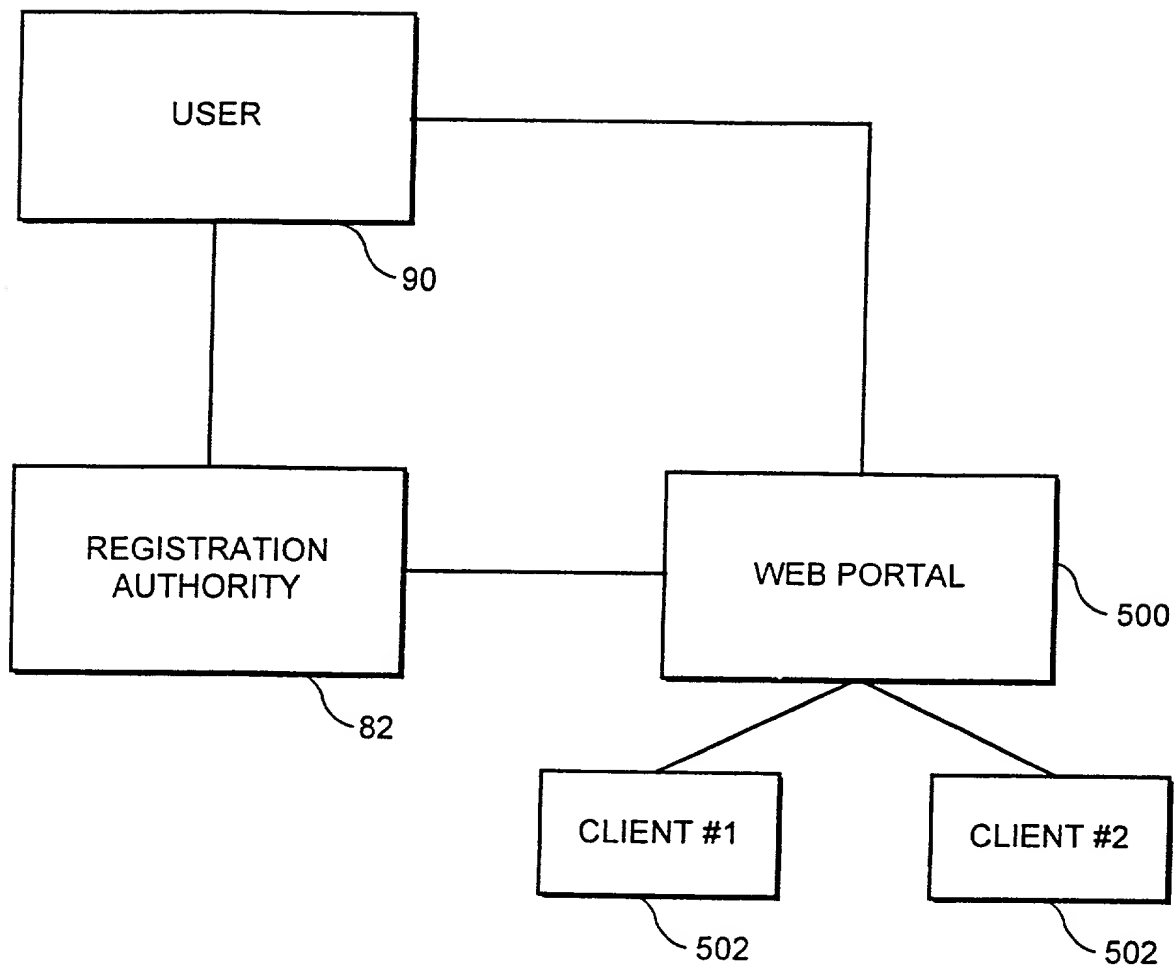 USER
90
REGISTRATION
AUTHORITY
82
WEB PORTAL
500
CLIENT #1
502
CLIENT #2
502